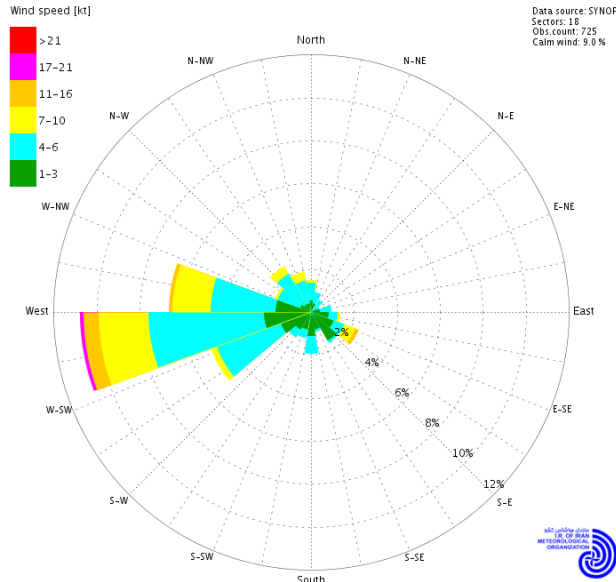 Wind speed [kt]
>21
17-21
11-16
7-10
4-6
1-3
Data source: SYNOP
Sectors: 18
Obs.count: 725
Calm wind: 9.0 %
North
N-NW
N-NE
N-W
N-E
W-NW
E-NE
West
East
2%
4%
W-SW
6%
E-SE
8%
10%
12%
S-W
S-E
S-SW
S-SE
South
I.R. OF IRAN
METEOROLOGICAL
ORGANIZATION